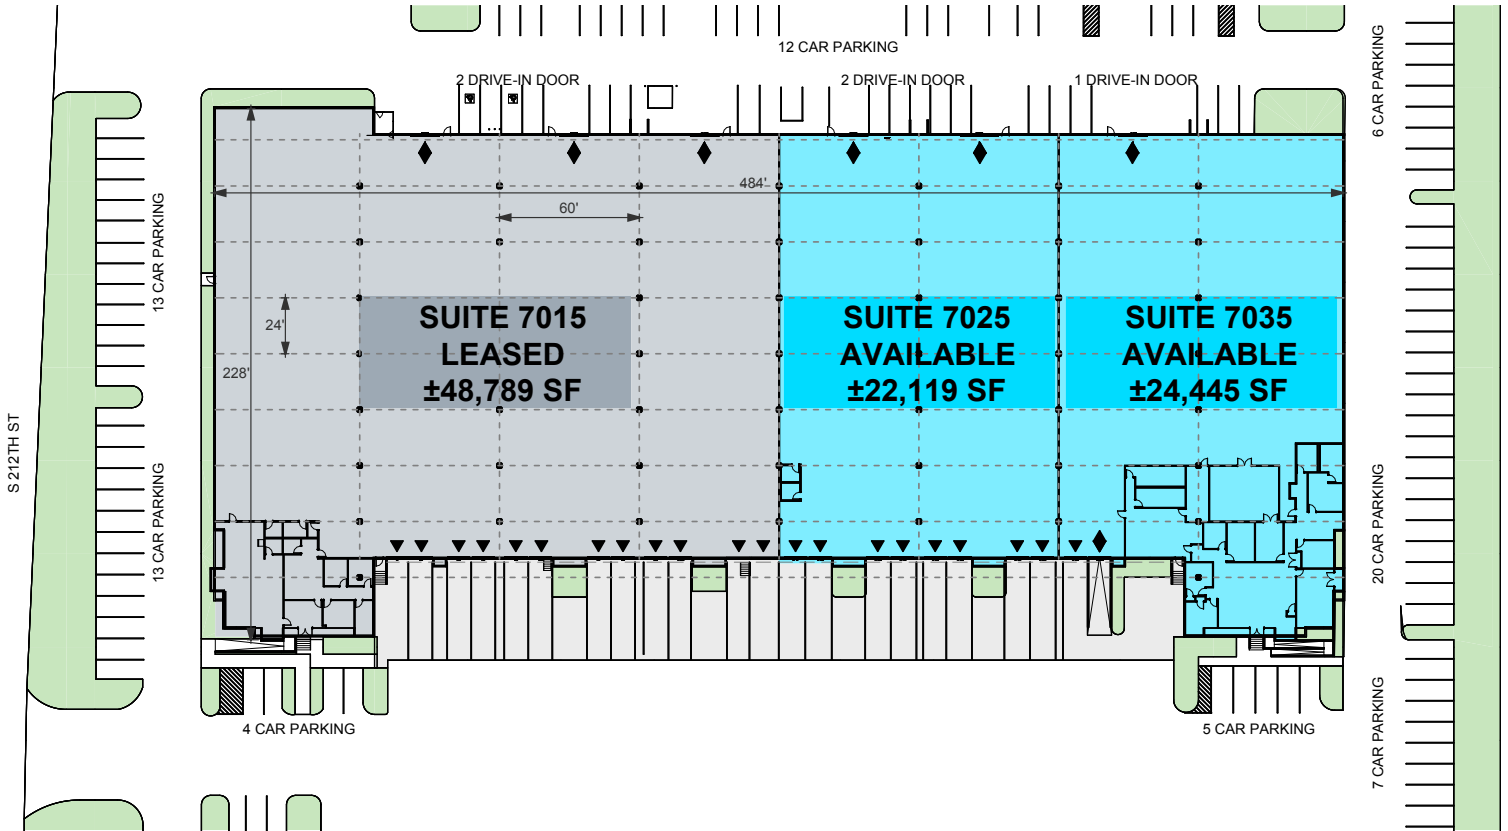 12 CAR PARKING
2 DRIVE-IN DOOR
2 DRIVE-IN DOOR
1 DRIVE-IN DOOR
6 CAR PARKING
484'
60'
13 CAR PARKING
24'
228'
SUITE 7015
LEASED
±48,789 SF
SUITE 7025
AVAILABLE
±22,119 SF
SUITE 7035
AVAILABLE
±24,445 SF
S 212TH ST
13 CAR PARKING
20 CAR PARKING
4 CAR PARKING
5 CAR PARKING
7 CAR PARKING